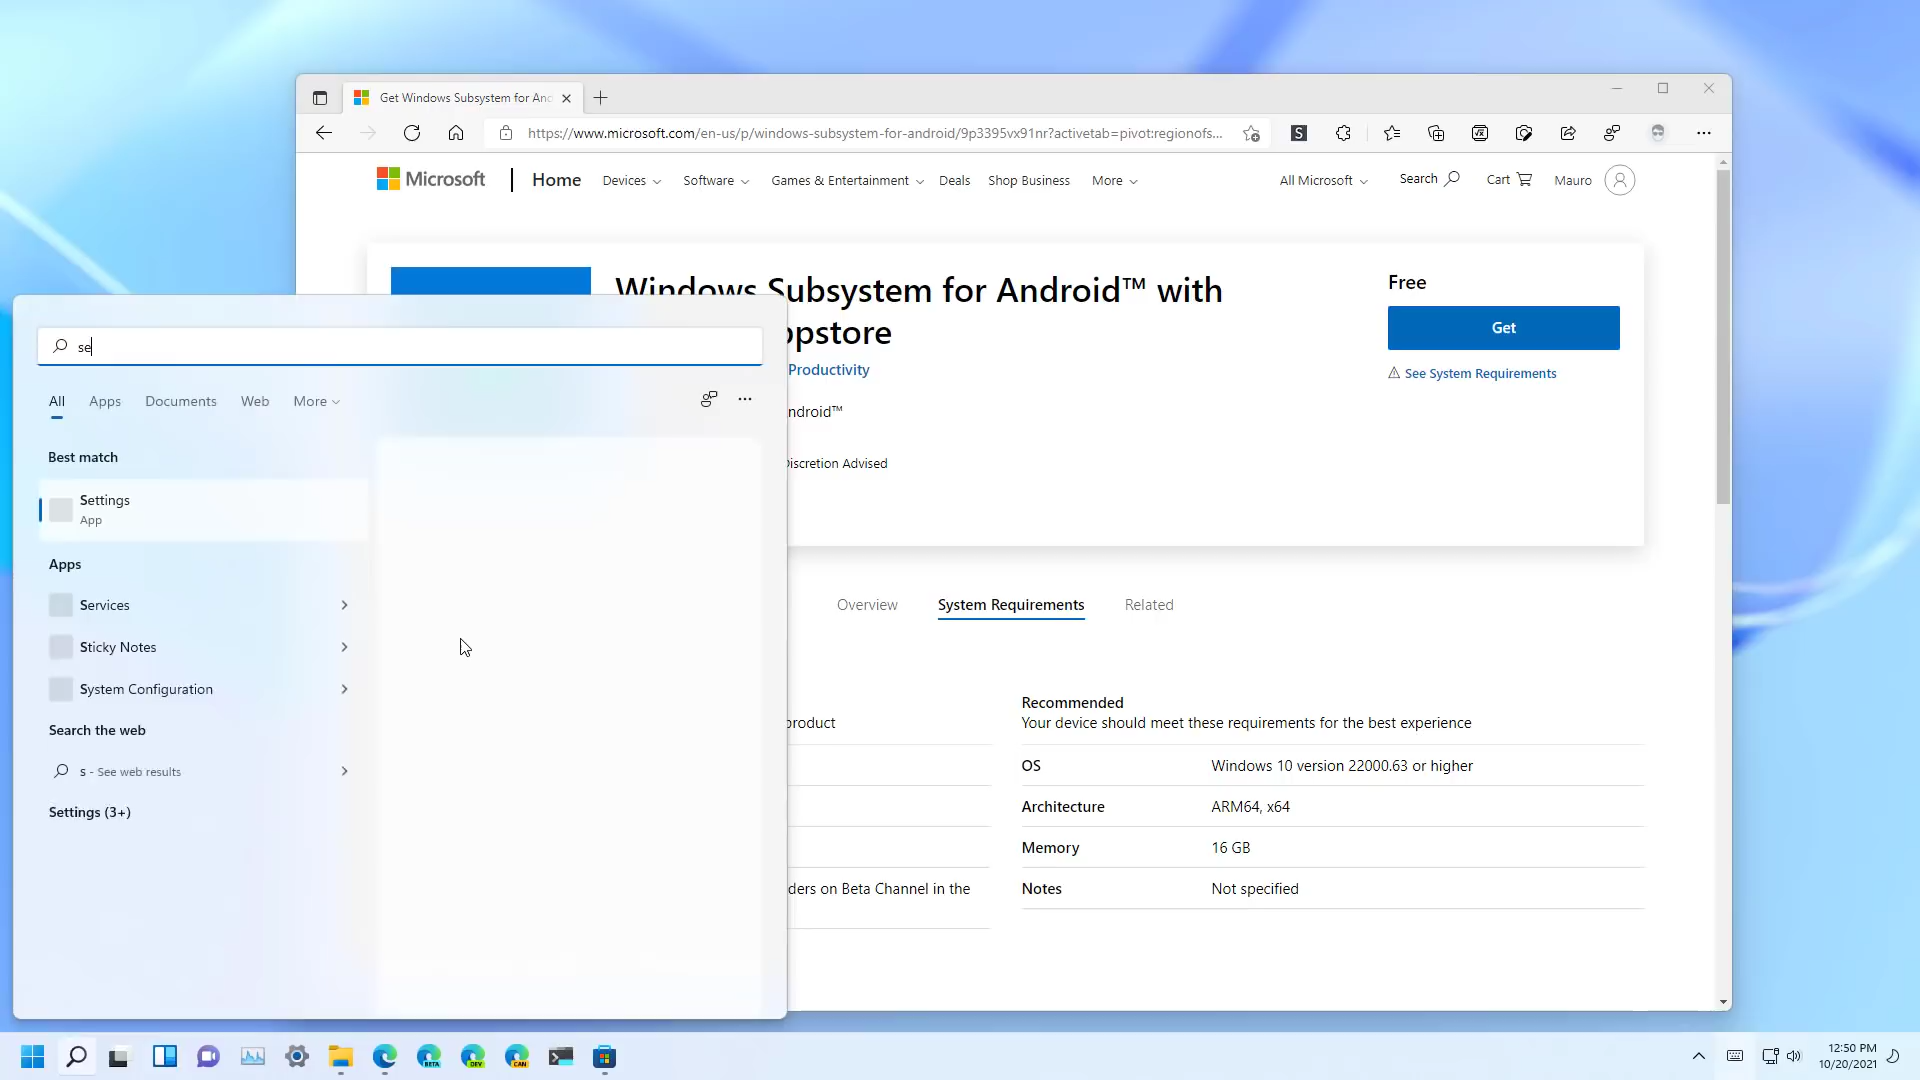 Get Windows Subsystem for And
https://www.microsoft.com/en-us/p/windows-subsystem-for-android/9p3395vx91nr?activetab=pivot:regionofs...
S
Microsoft
Home
Devices
Software
Games & Entertainment
Deals
Shop Business
More
All Microsoft
Search
Cart
Mauro
Windows Subsystem for Android™ with
ppstore
Productivity
ndroid™
Discretion Advised
Free
Get
See System Requirements
se
All
Apps
Documents
Web
More
Best match
Settings
App
Apps
Services
Sticky Notes
System Configuration
Search the web
s - See web results
Settings (3+)
Overview
System Requirements
Related
product
ders on Beta Channel in the
Recommended
Your device should meet these requirements for the best experience
OS Windows 10 version 22000.63 or higher
Architecture ARM64, x64
Memory 16 GB
Notes Not specified
BETA
DEV
CAN
12:50 PM
10/20/2021